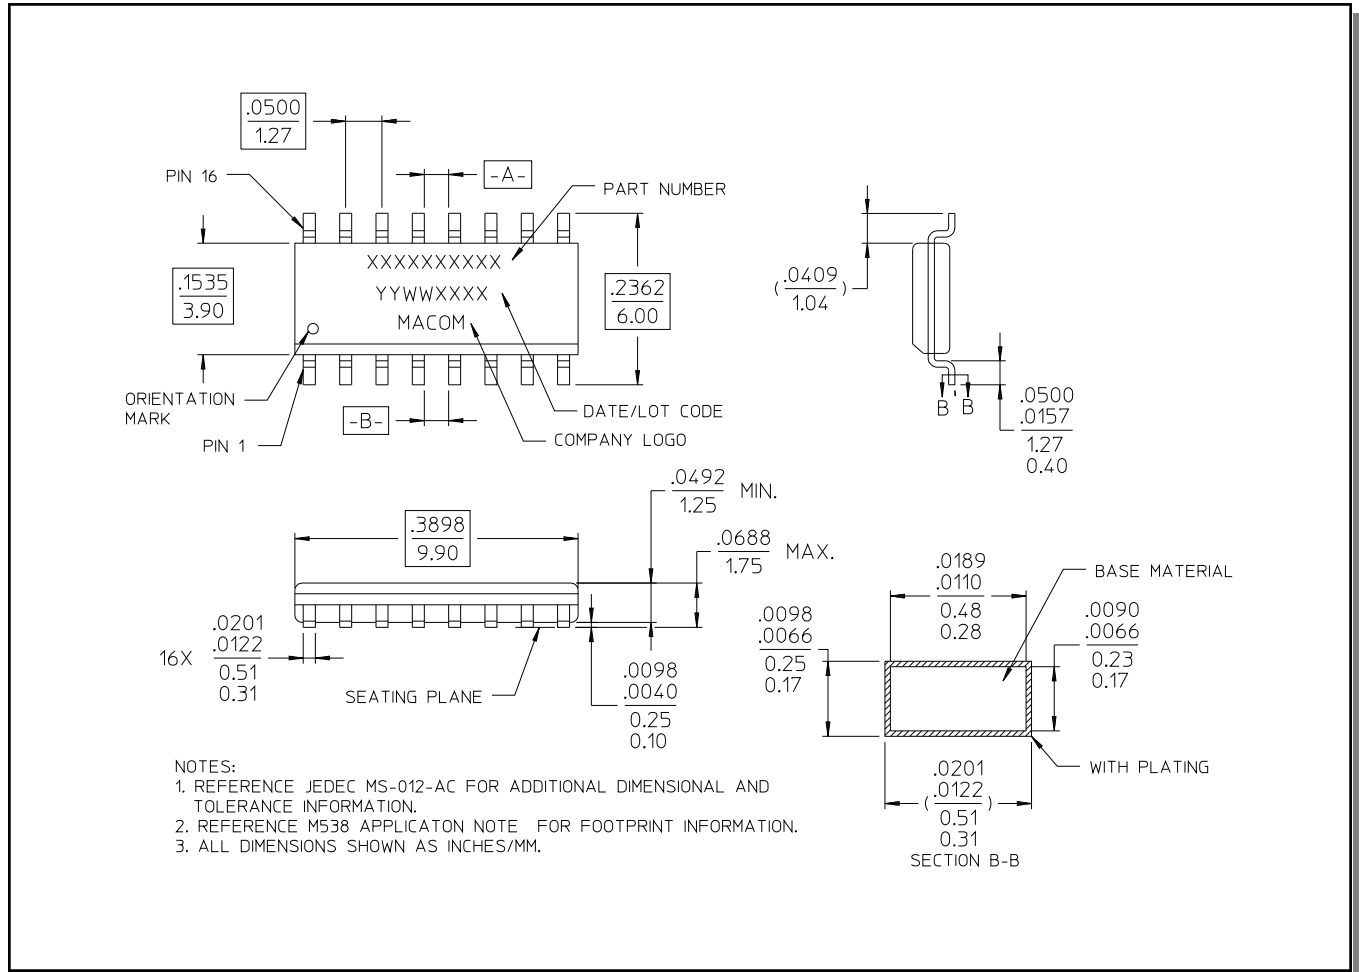 .0500
1.27
PIN 16
-A-
PART NUMBER
XXXXXXXXXX
YYWWXXXX
MACOM
.1535
3.90
.2362
6.00
ORIENTATION
MARK
PIN 1
-B-
DATE/LOT CODE
COMPANY LOGO
( .0409 )
1.04
B B
.0500
.0157
1.27
0.40
.0492 MIN.
1.25
.3898
9.90
.0688 MAX.
1.75
16X
.0201
.0122
0.51
0.31
SEATING PLANE
.0098
.0040
0.25
0.10
.0189
.0110
0.48
0.28
BASE MATERIAL
.0098
.0066
0.25
0.17
.0090
.0066
0.23
0.17
WITH PLATING
.0201
( .0122 )
0.51
0.31
SECTION B-B
NOTES:
1. REFERENCE JEDEC MS-012-AC FOR ADDITIONAL DIMENSIONAL AND
TOLERANCE INFORMATION.
2. REFERENCE M538 APPLICATON NOTE FOR FOOTPRINT INFORMATION.
3. ALL DIMENSIONS SHOWN AS INCHES/MM.